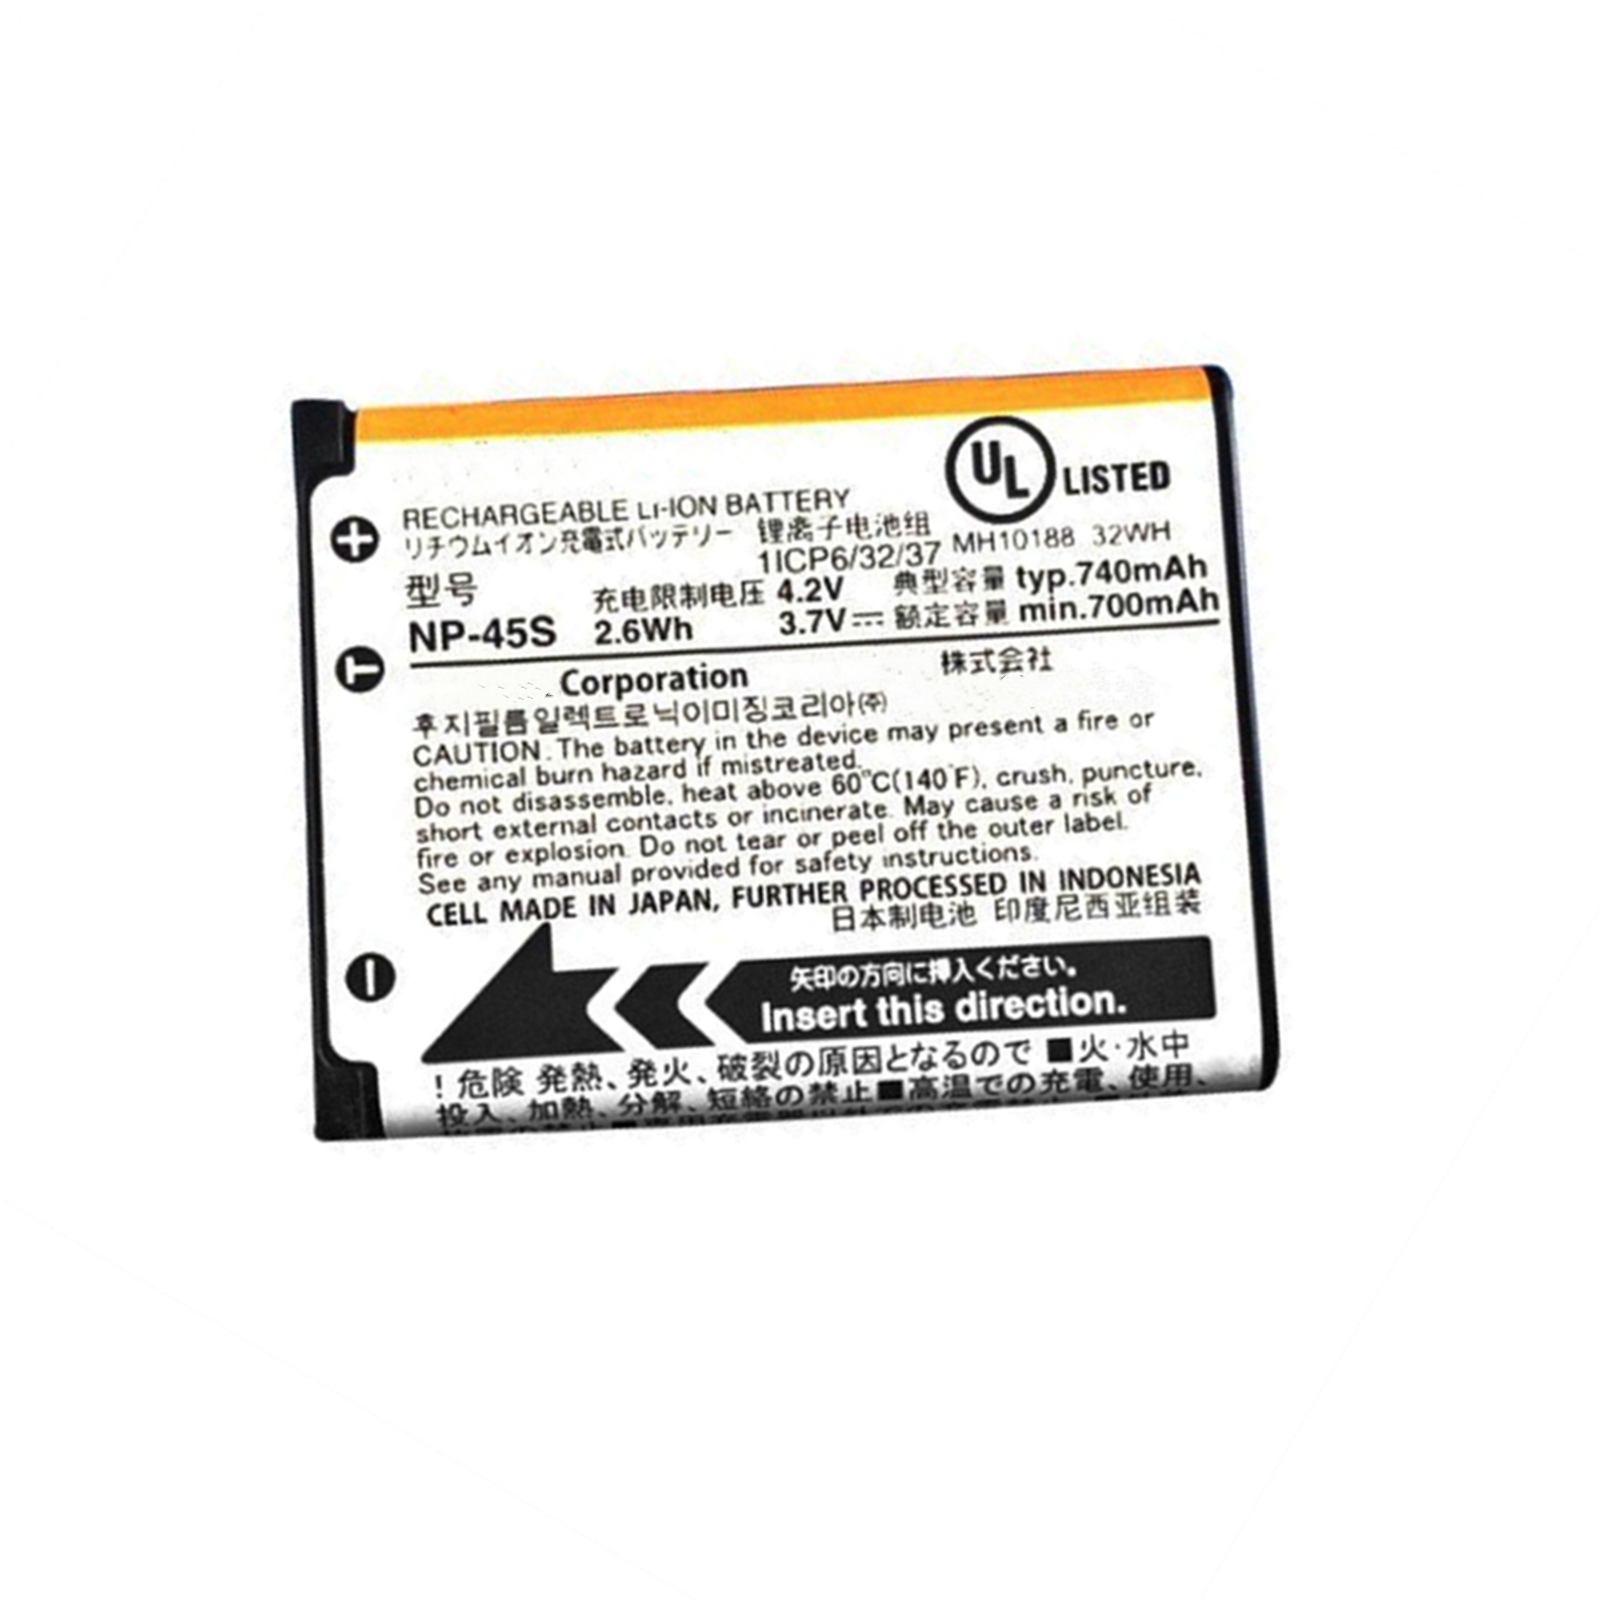 UL LISTED
RECHARGEABLE Li-ION BATTERY
リチウムイオン充電式バッテリー 锂离子电池组 MH10188 32WH
1ICP6/32/37
型号 充电限制电压 4.2V 典型容量 typ.740mAh
NP-45S 2.6Wh 3.7V⎓ 额定容量 min.700mAh
Corporation 株式会社
후지필름일렉트로닉이미징코리아(주)
CAUTION : The battery in the device may present a fire or
chemical burn hazard if mistreated.
Do not disassemble, heat above 60°C(140°F), crush, puncture,
short external contacts or incinerate. May cause a risk of
fire or explosion. Do not tear or peel off the outer label.
See any manual provided for safety instructions.
CELL MADE IN JAPAN, FURTHER PROCESSED IN INDONESIA
日本制电池 印度尼西亚组装
矢印の方向に挿入ください。
Insert this direction.
! 危険 発熱、発火、破裂の原因となるので ■火・水中
投入、加熱、分解、短絡の禁止■高温での充電、使用、
+
T
−